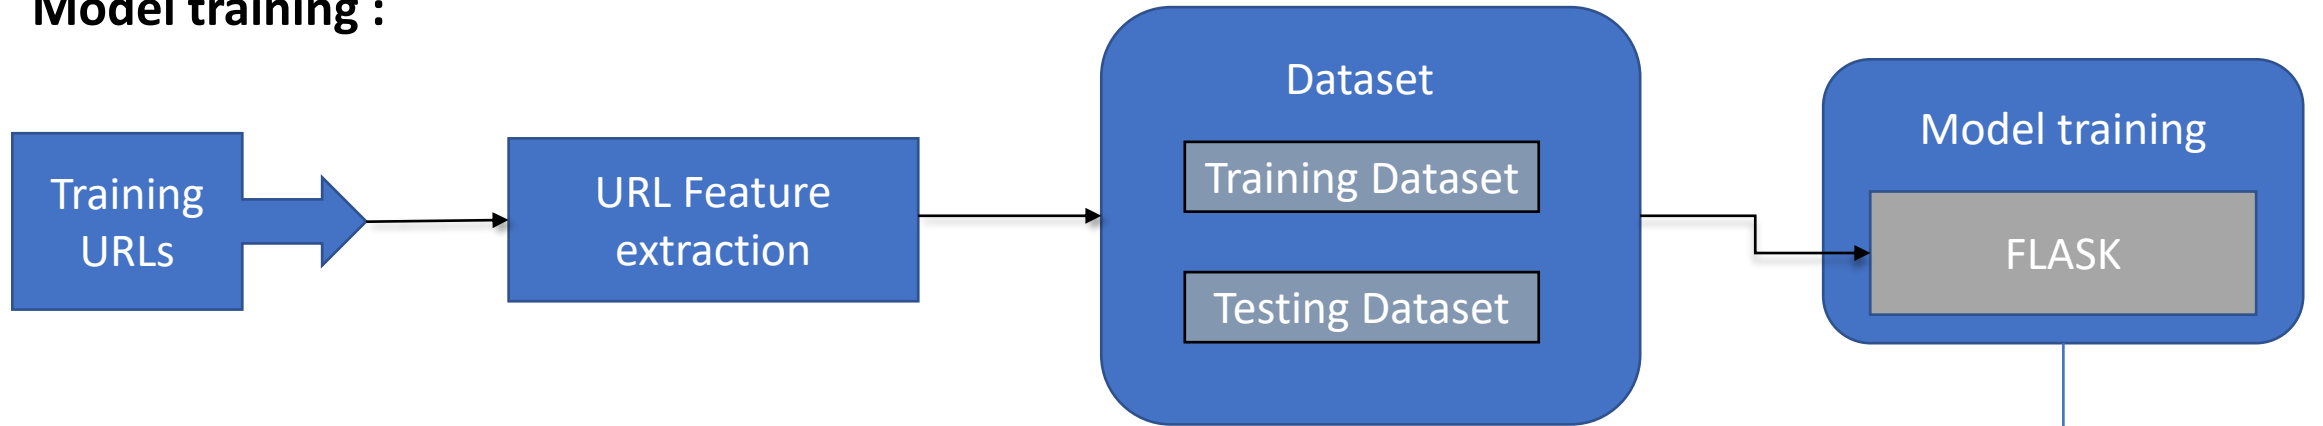 Model training :
Training
URLs
URL Feature
extraction
Dataset
Training Dataset
Testing Dataset
Model training
FLASK